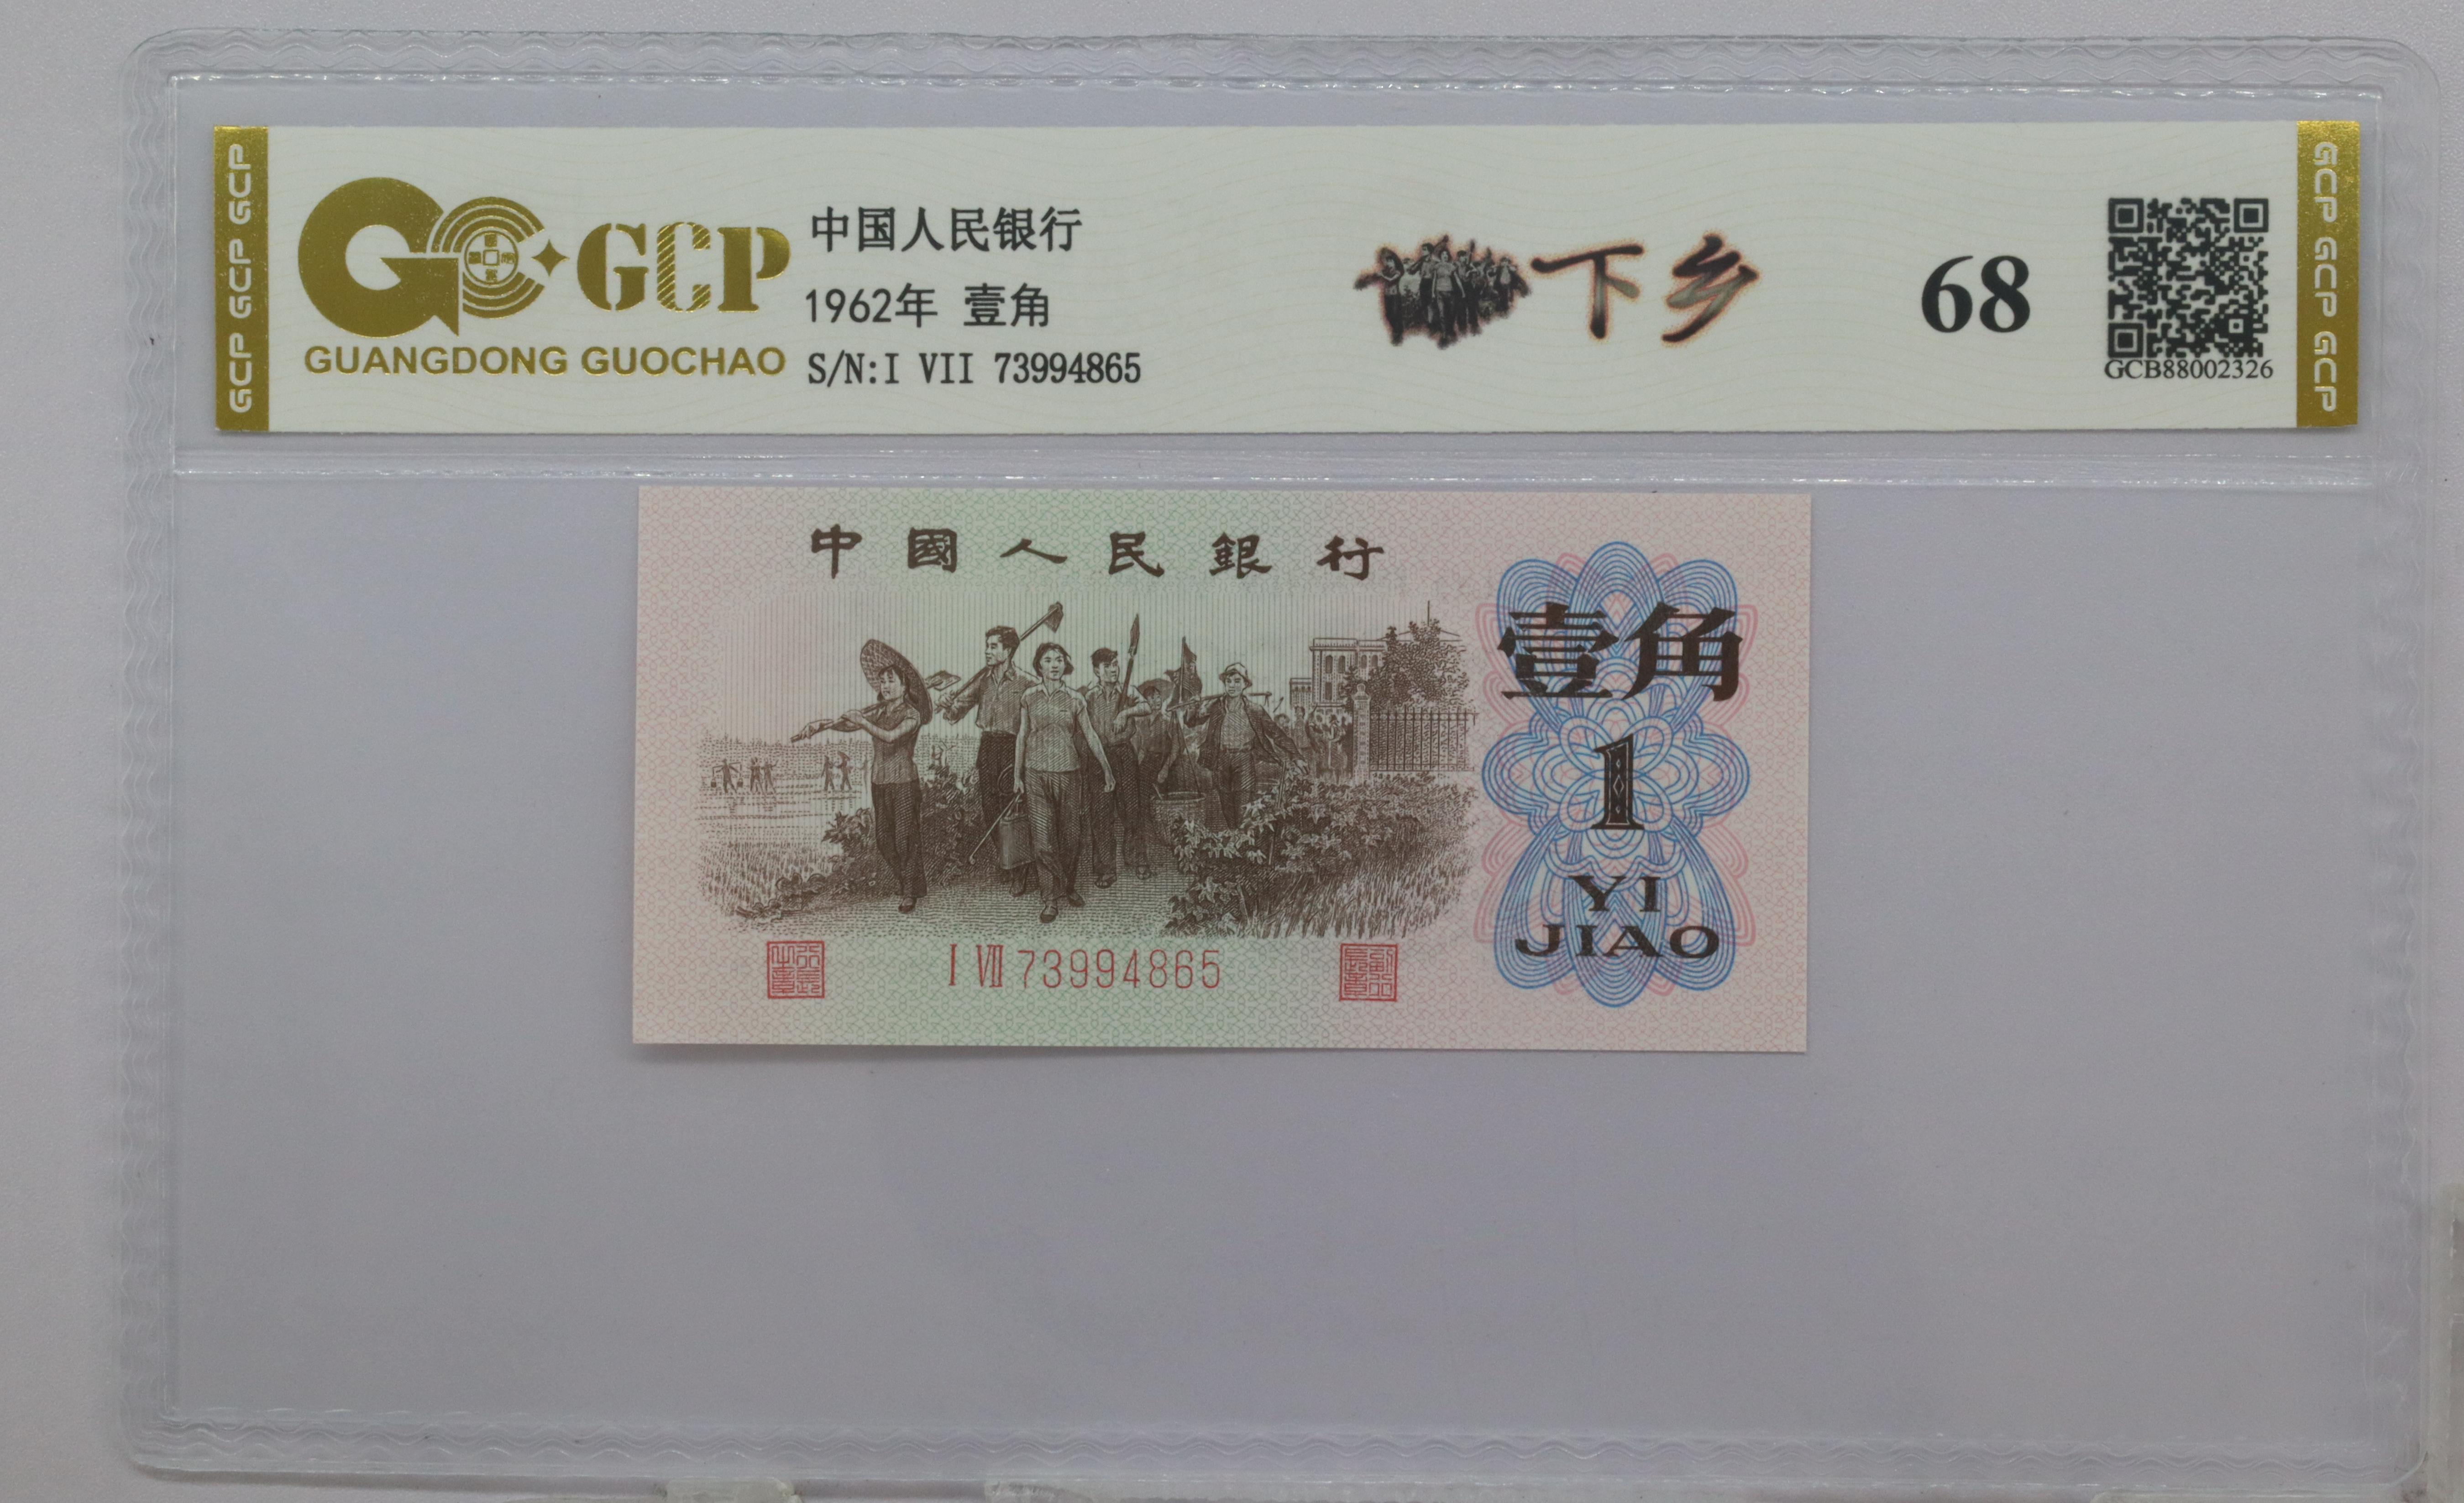 GCP GCP GCP
GCP
GUANGDONG GUOCHAO
中国人民银行
1962年 壹角
S/N:I VII 73994865
下乡
68
GCB88002326
GCP GCP GCP
中國人民銀行
壹角
1
YI
JIAO
I VII 73994865